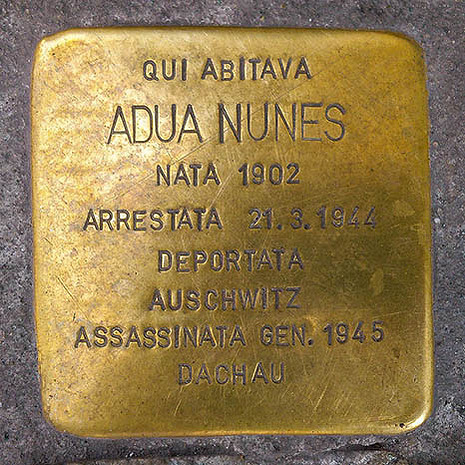 QUI ABITAVA
ADUA NUNES
NATA 1902
ARRESTATA 21.3.1944
DEPORTATA
AUSCHWITZ
ASSASSINATA GEN. 1945
DACHAU